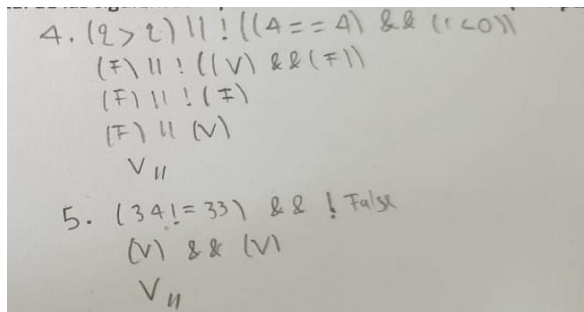 4. (2 > 2) || ! ((4 == 4) && (1 < 0))
(F) || ! ((V) && (F))
(F) || ! (F)
(F) || (V)
V //
5. (34 != 33) && ! False
(V) && (V)
V //